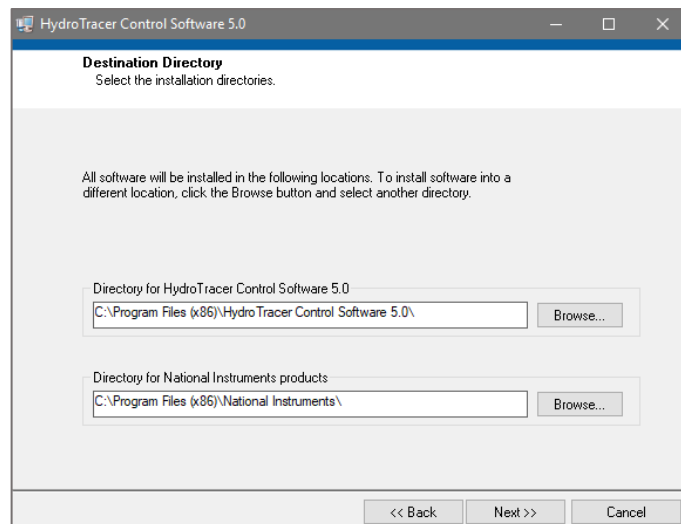 HydroTracer Control Software 5.0
Destination Directory
Select the installation directories.
All software will be installed in the following locations. To install software into a
different location, click the Browse button and select another directory.
Directory for HydroTracer Control Software 5.0
C:\Program Files (x86)\HydroTracer Control Software 5.0\
Browse...
Directory for National Instruments products
C:\Program Files (x86)\National Instruments\
Browse...
<< Back
Next >>
Cancel